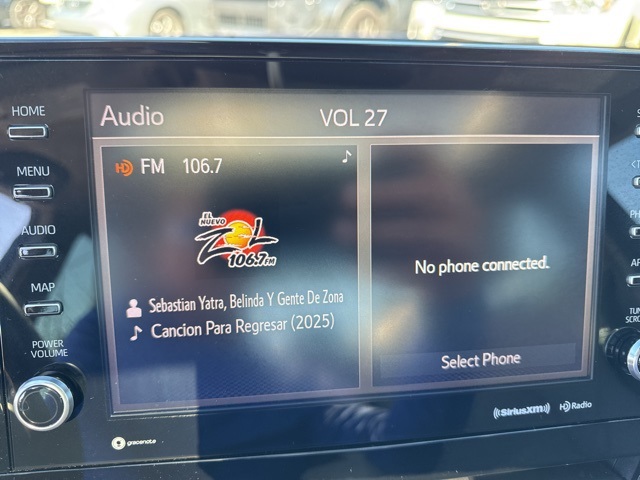 HOME
MENU
AUDIO
MAP
POWER
VOLUME
Audio
VOL 27
HD FM 106.7
EL NUEVO
ZOL
106.7FM
Sebastian Yatra, Belinda Y Gente De Zona
Cancion Para Regresar (2025)
No phone connected.
Select Phone
gracenote
SiriusXM
HD Radio